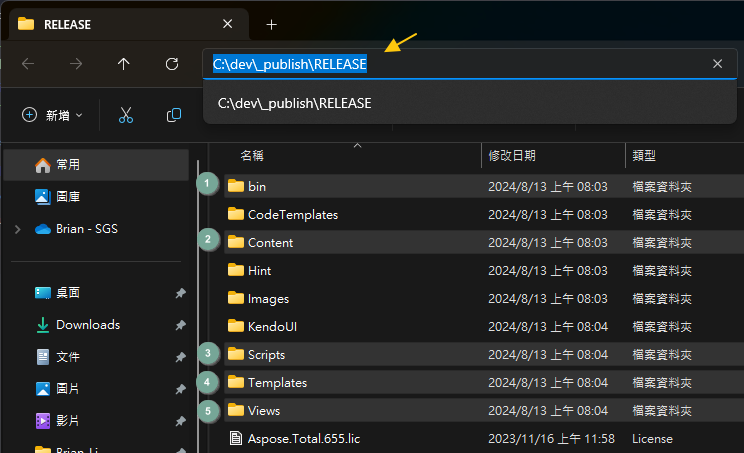 RELEASE
C:\dev\_publish\RELEASE
新增
C:\dev\_publish\RELEASE
常用
圖庫
Brian - SGS
桌面
Downloads
文件
圖片
影片
名稱 修改日期 類型
1 bin 2024/8/13 上午 08:03 檔案資料夾
CodeTemplates 2024/8/13 上午 08:03 檔案資料夾
2 Content 2024/8/13 上午 08:03 檔案資料夾
Hint 2024/8/13 上午 08:03 檔案資料夾
Images 2024/8/13 上午 08:03 檔案資料夾
KendoUI 2024/8/13 上午 08:04 檔案資料夾
3 Scripts 2024/8/13 上午 08:04 檔案資料夾
4 Templates 2024/8/13 上午 08:04 檔案資料夾
5 Views 2024/8/13 上午 08:04 檔案資料夾
Aspose.Total.655.lic 2023/11/16 上午 11:58 License